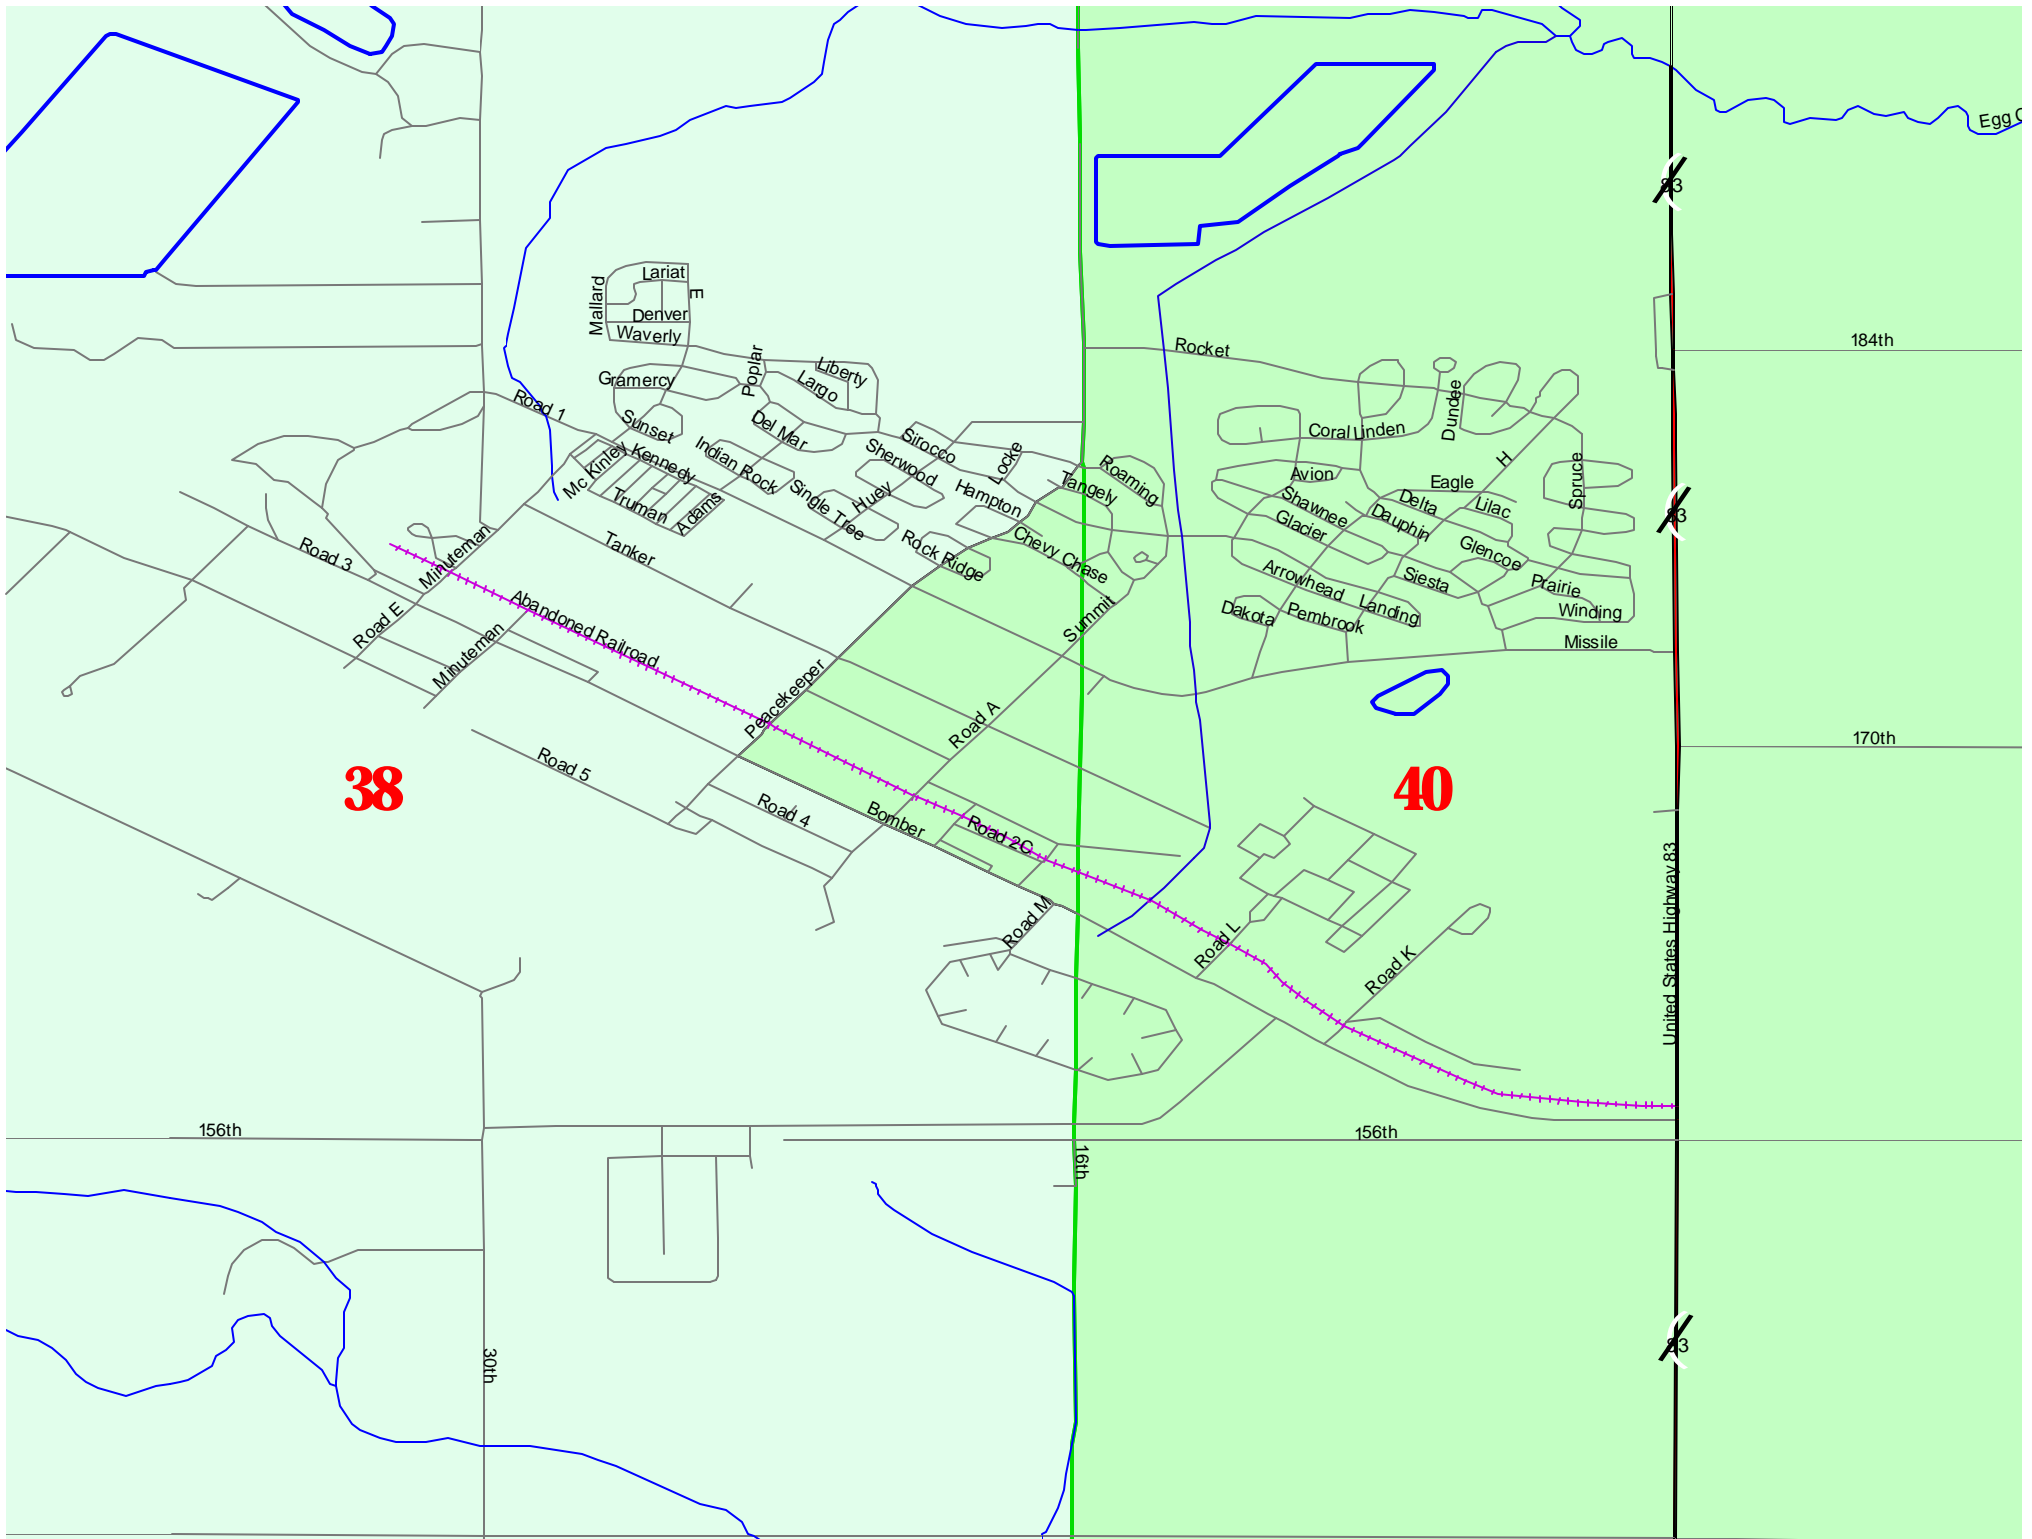 Egg C
83
Lariat
Mallard
E
Denver
Waverly
Rocket
184th
Poplar
Liberty
Gramercy
Largo
Road 1
Sunset
Del Mar
Dundee
Coral Linden
Sirocco
Mc Kinley
Kennedy
Indian Rock
Sherwood
Locke
Roaming
H
Avion
Eagle
Spruce
Tangely
Truman
Adams
Single Tree
Huey
Hampton
Shawnee
Delta
Lilac
Glacier
Dauphin
83
Road 3
Minuteman
Tanker
Rock Ridge
Chevy Chase
Glencoe
Arrowhead
Siesta
Prairie
Road E
Abandoned Railroad
Summit
Dakota
Pembrook
Landing
Winding
Minuteman
Missile
Peacekeeper
Road A
170th
Road 5
38
40
Road 4
Bomber
Road 2C
United States Highway 83
Road M
Road L
Road K
156th
156th
16th
30th
83